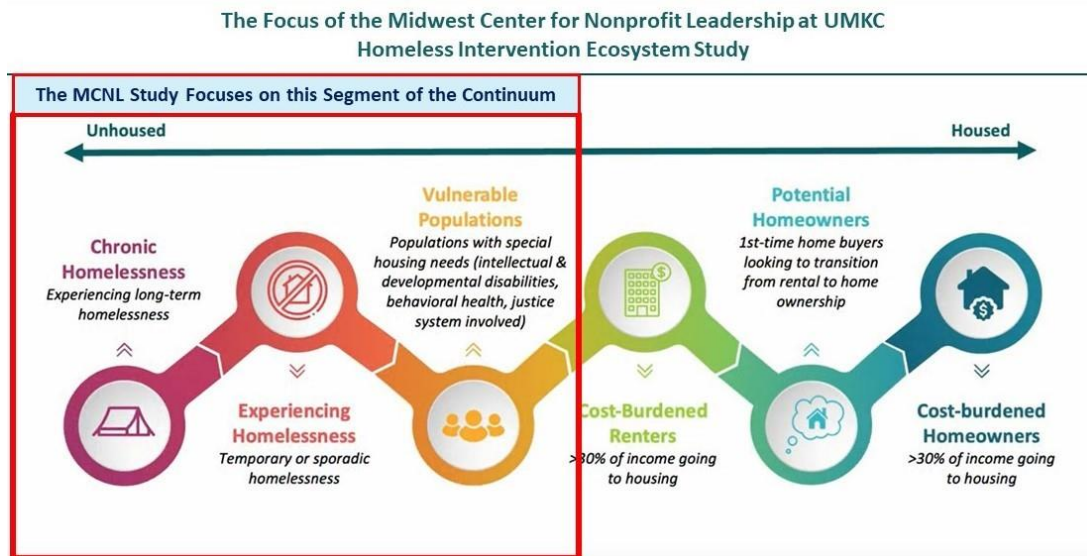 The Focus of the Midwest Center for Nonprofit Leadership at UMKC
Homeless Intervention Ecosystem Study
The MCNL Study Focuses on this Segment of the Continuum
Unhoused
Housed
Chronic
Homelessness
Experiencing long-term
homelessness
Experiencing
Homelessness
Temporary or sporadic
homelessness
Vulnerable
Populations
Populations with special
housing needs (intellectual &
developmental disabilities,
behavioral health, justice
system involved)
$
Cost-Burdened
Renters
>30% of income going
to housing
Potential
Homeowners
1st-time home buyers
looking to transition
from rental to home
ownership
$
Cost-burdened
Homeowners
>30% of income going
to housing